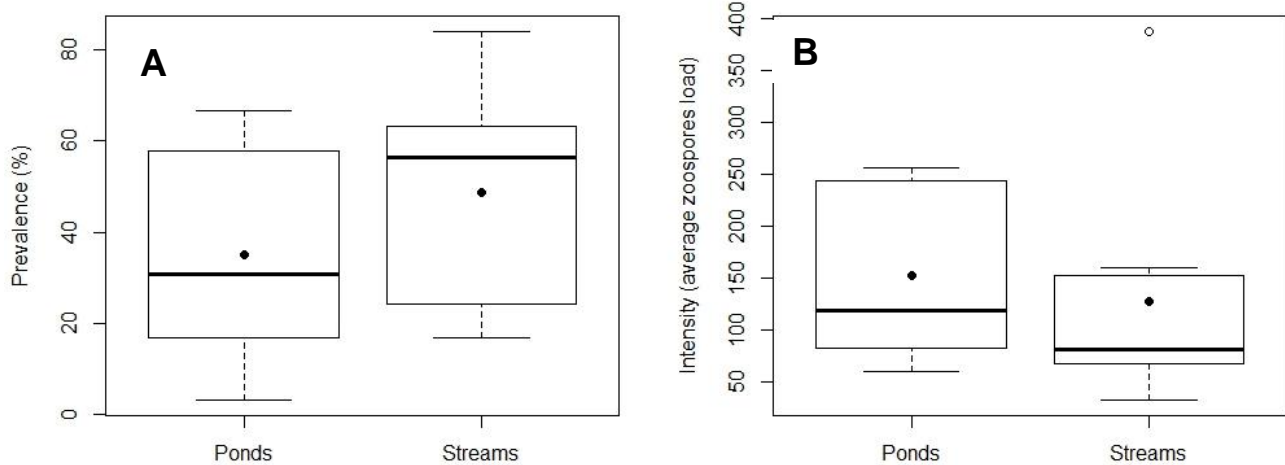 A
Prevalence (%)
80
60
40
20
0
Ponds
Streams
B
Intensity (average zoospores load)
400
350
300
250
200
150
100
50
Ponds
Streams